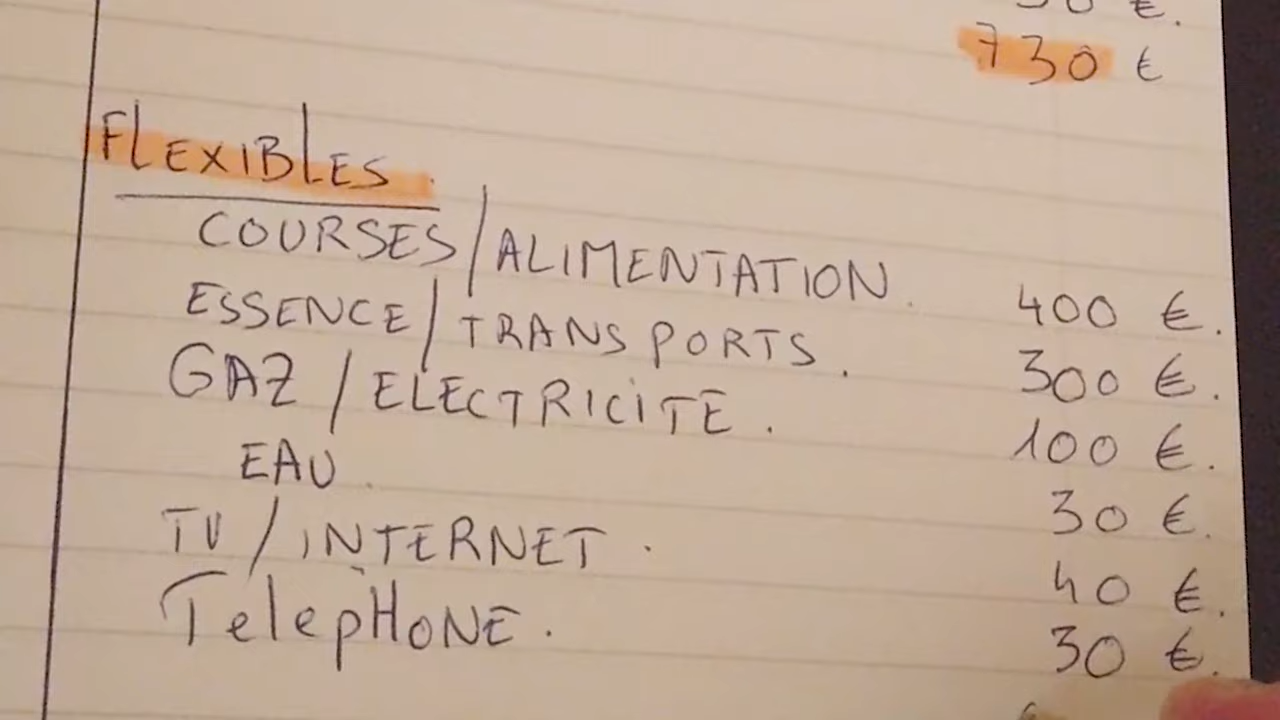 730 €
FLEXIBLES.
COURSES/ALIMENTATION. 400 €.
ESSENCE/TRANSPORTS. 300 €.
GAZ/ELECTRICITE. 100 €.
EAU. 30 €.
TV/INTERNET. 40 €.
TelepHONE. 30 €.